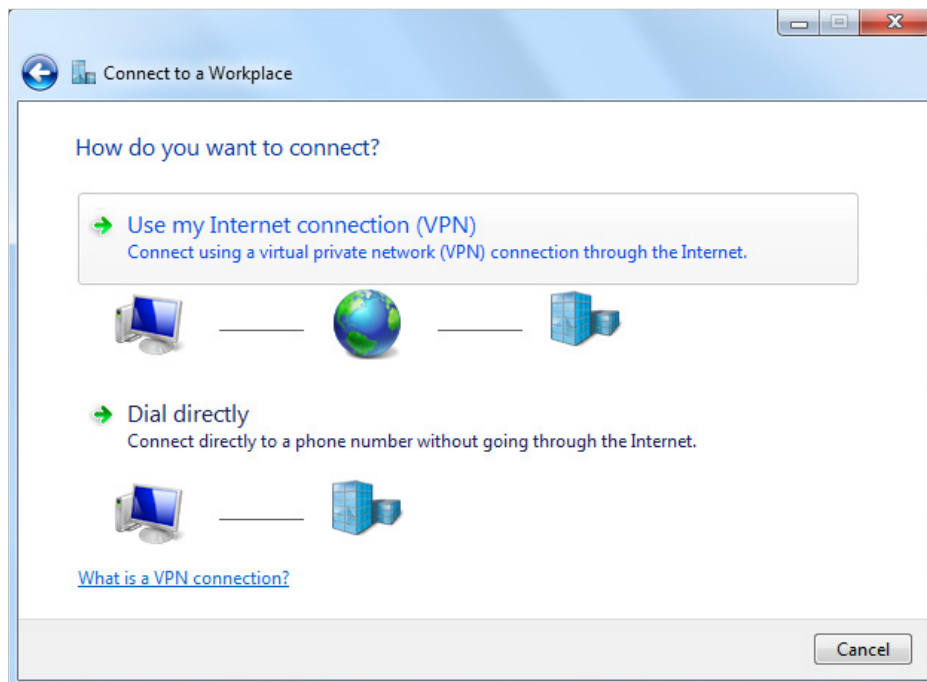 Connect to a Workplace
How do you want to connect?
Use my Internet connection (VPN)
Connect using a virtual private network (VPN) connection through the Internet.
Dial directly
Connect directly to a phone number without going through the Internet.
What is a VPN connection?
Cancel